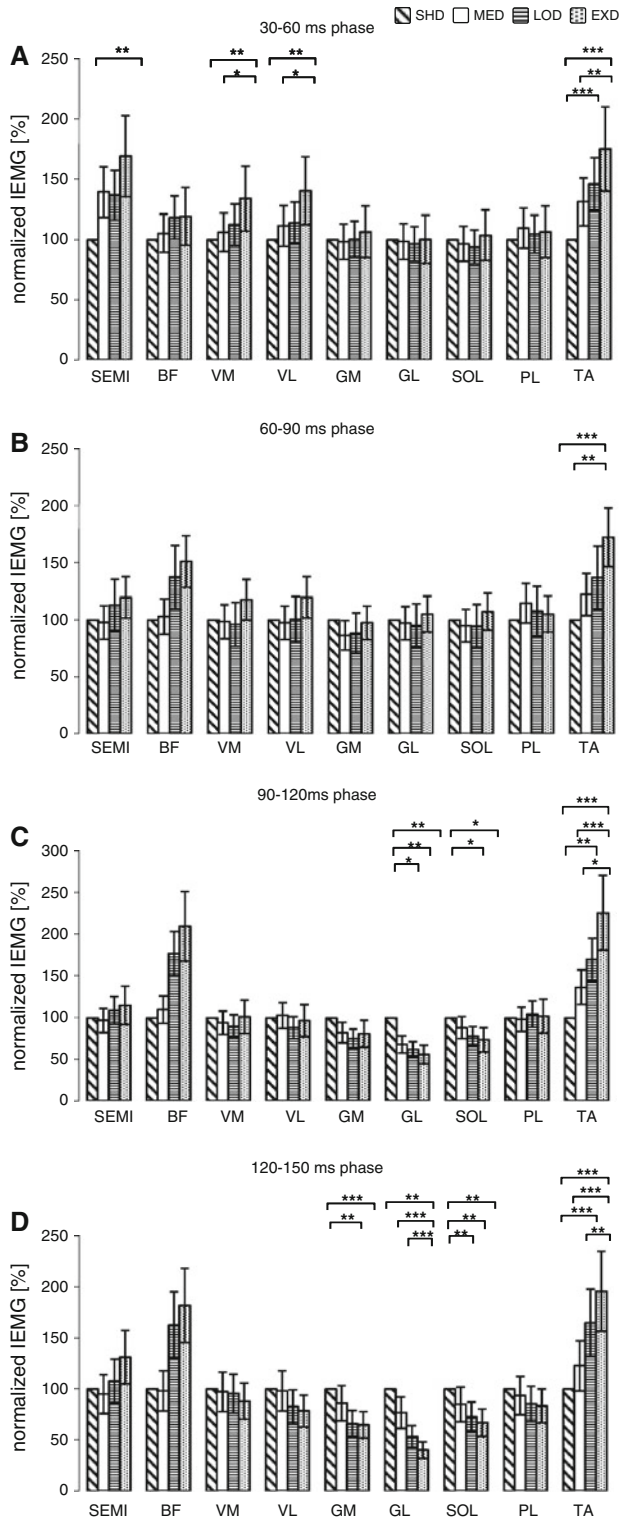 SHD MED LOD EXD
30-60 ms phase
A
** ** ** ***
* * **
***
250
200
150
100
50
0
normalized IEMG [%]
SEMI BF VM VL GM GL SOL PL TA
60-90 ms phase
B
***
**
250
200
150
100
50
0
normalized IEMG [%]
SEMI BF VM VL GM GL SOL PL TA
90-120ms phase
C
** * ***
** * ***
* **
*
300
250
200
150
100
50
0
normalized IEMG [%]
SEMI BF VM VL GM GL SOL PL TA
120-150 ms phase
D
***
*** ** ** ***
** *** ** ***
*** ** **
250
200
150
100
50
0
normalized IEMG [%]
SEMI BF VM VL GM GL SOL PL TA